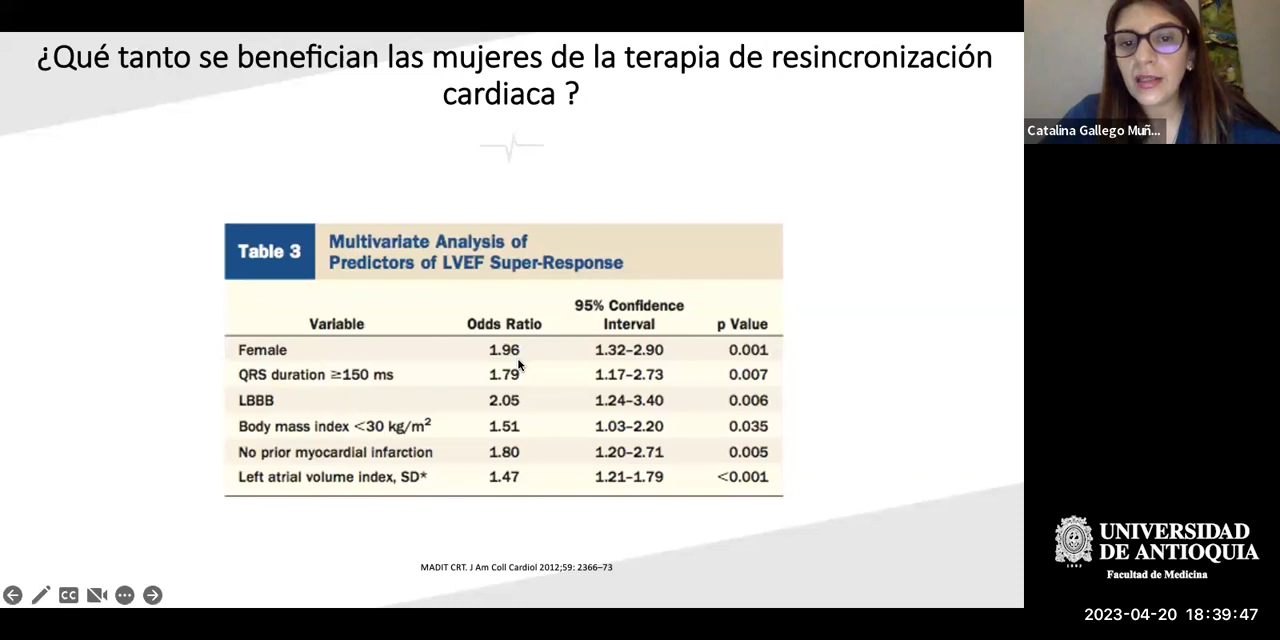 ¿Qué tanto se benefician las mujeres de la terapia de resincronización
cardiaca ?
Table 3
Multivariate Analysis of
Predictors of LVEF Super-Response
Variable
Odds Ratio
95% Confidence
Interval
p Value
Female 1.96 1.32–2.90 0.001
QRS duration ≥150 ms 1.79 1.17–2.73 0.007
LBBB 2.05 1.24–3.40 0.006
Body mass index <30 kg/m² 1.51 1.03–2.20 0.035
No prior myocardial infarction 1.80 1.20–2.71 0.005
Left atrial volume index, SD* 1.47 1.21–1.79 <0.001
MADIT CRT. J Am Coll Cardiol 2012;59: 2366–73
CC
Catalina Gallego Muñ...
UNIVERSIDAD
DE ANTIOQUIA
1803
Facultad de Medicina
2023-04-20 18:39:47